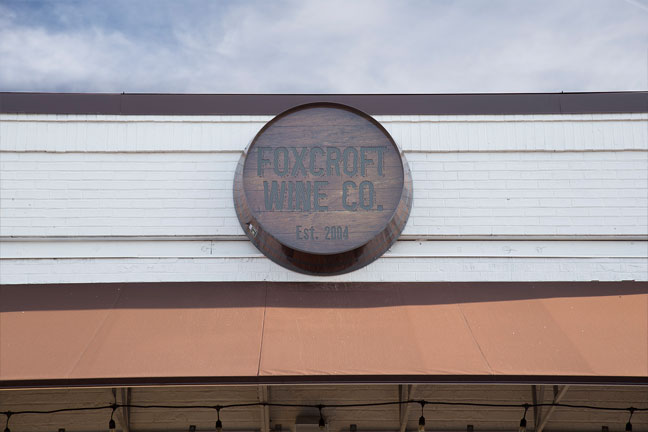 FOXCROFT
WINE CO.
Est. 2004